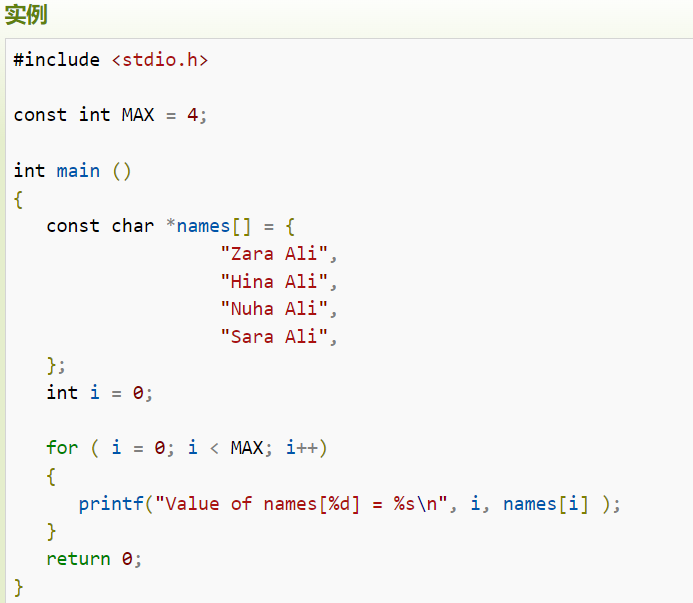 实例
#include <stdio.h>
const int MAX = 4;
int main ()
{
const char *names[] = {
"Zara Ali",
"Hina Ali",
"Nuha Ali",
"Sara Ali",
};
int i = 0;
for ( i = 0; i < MAX; i++)
{
printf("Value of names[%d] = %s\n", i, names[i] );
}
return 0;
}